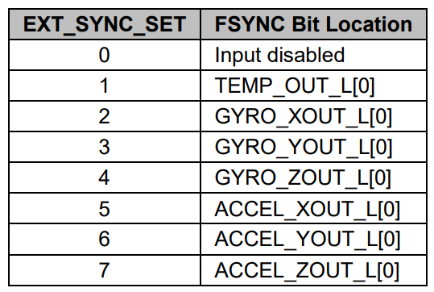 EXT_SYNC_SET FSYNC Bit Location
0 Input disabled
1 TEMP_OUT_L[0]
2 GYRO_XOUT_L[0]
3 GYRO_YOUT_L[0]
4 GYRO_ZOUT_L[0]
5 ACCEL_XOUT_L[0]
6 ACCEL_YOUT_L[0]
7 ACCEL_ZOUT_L[0]